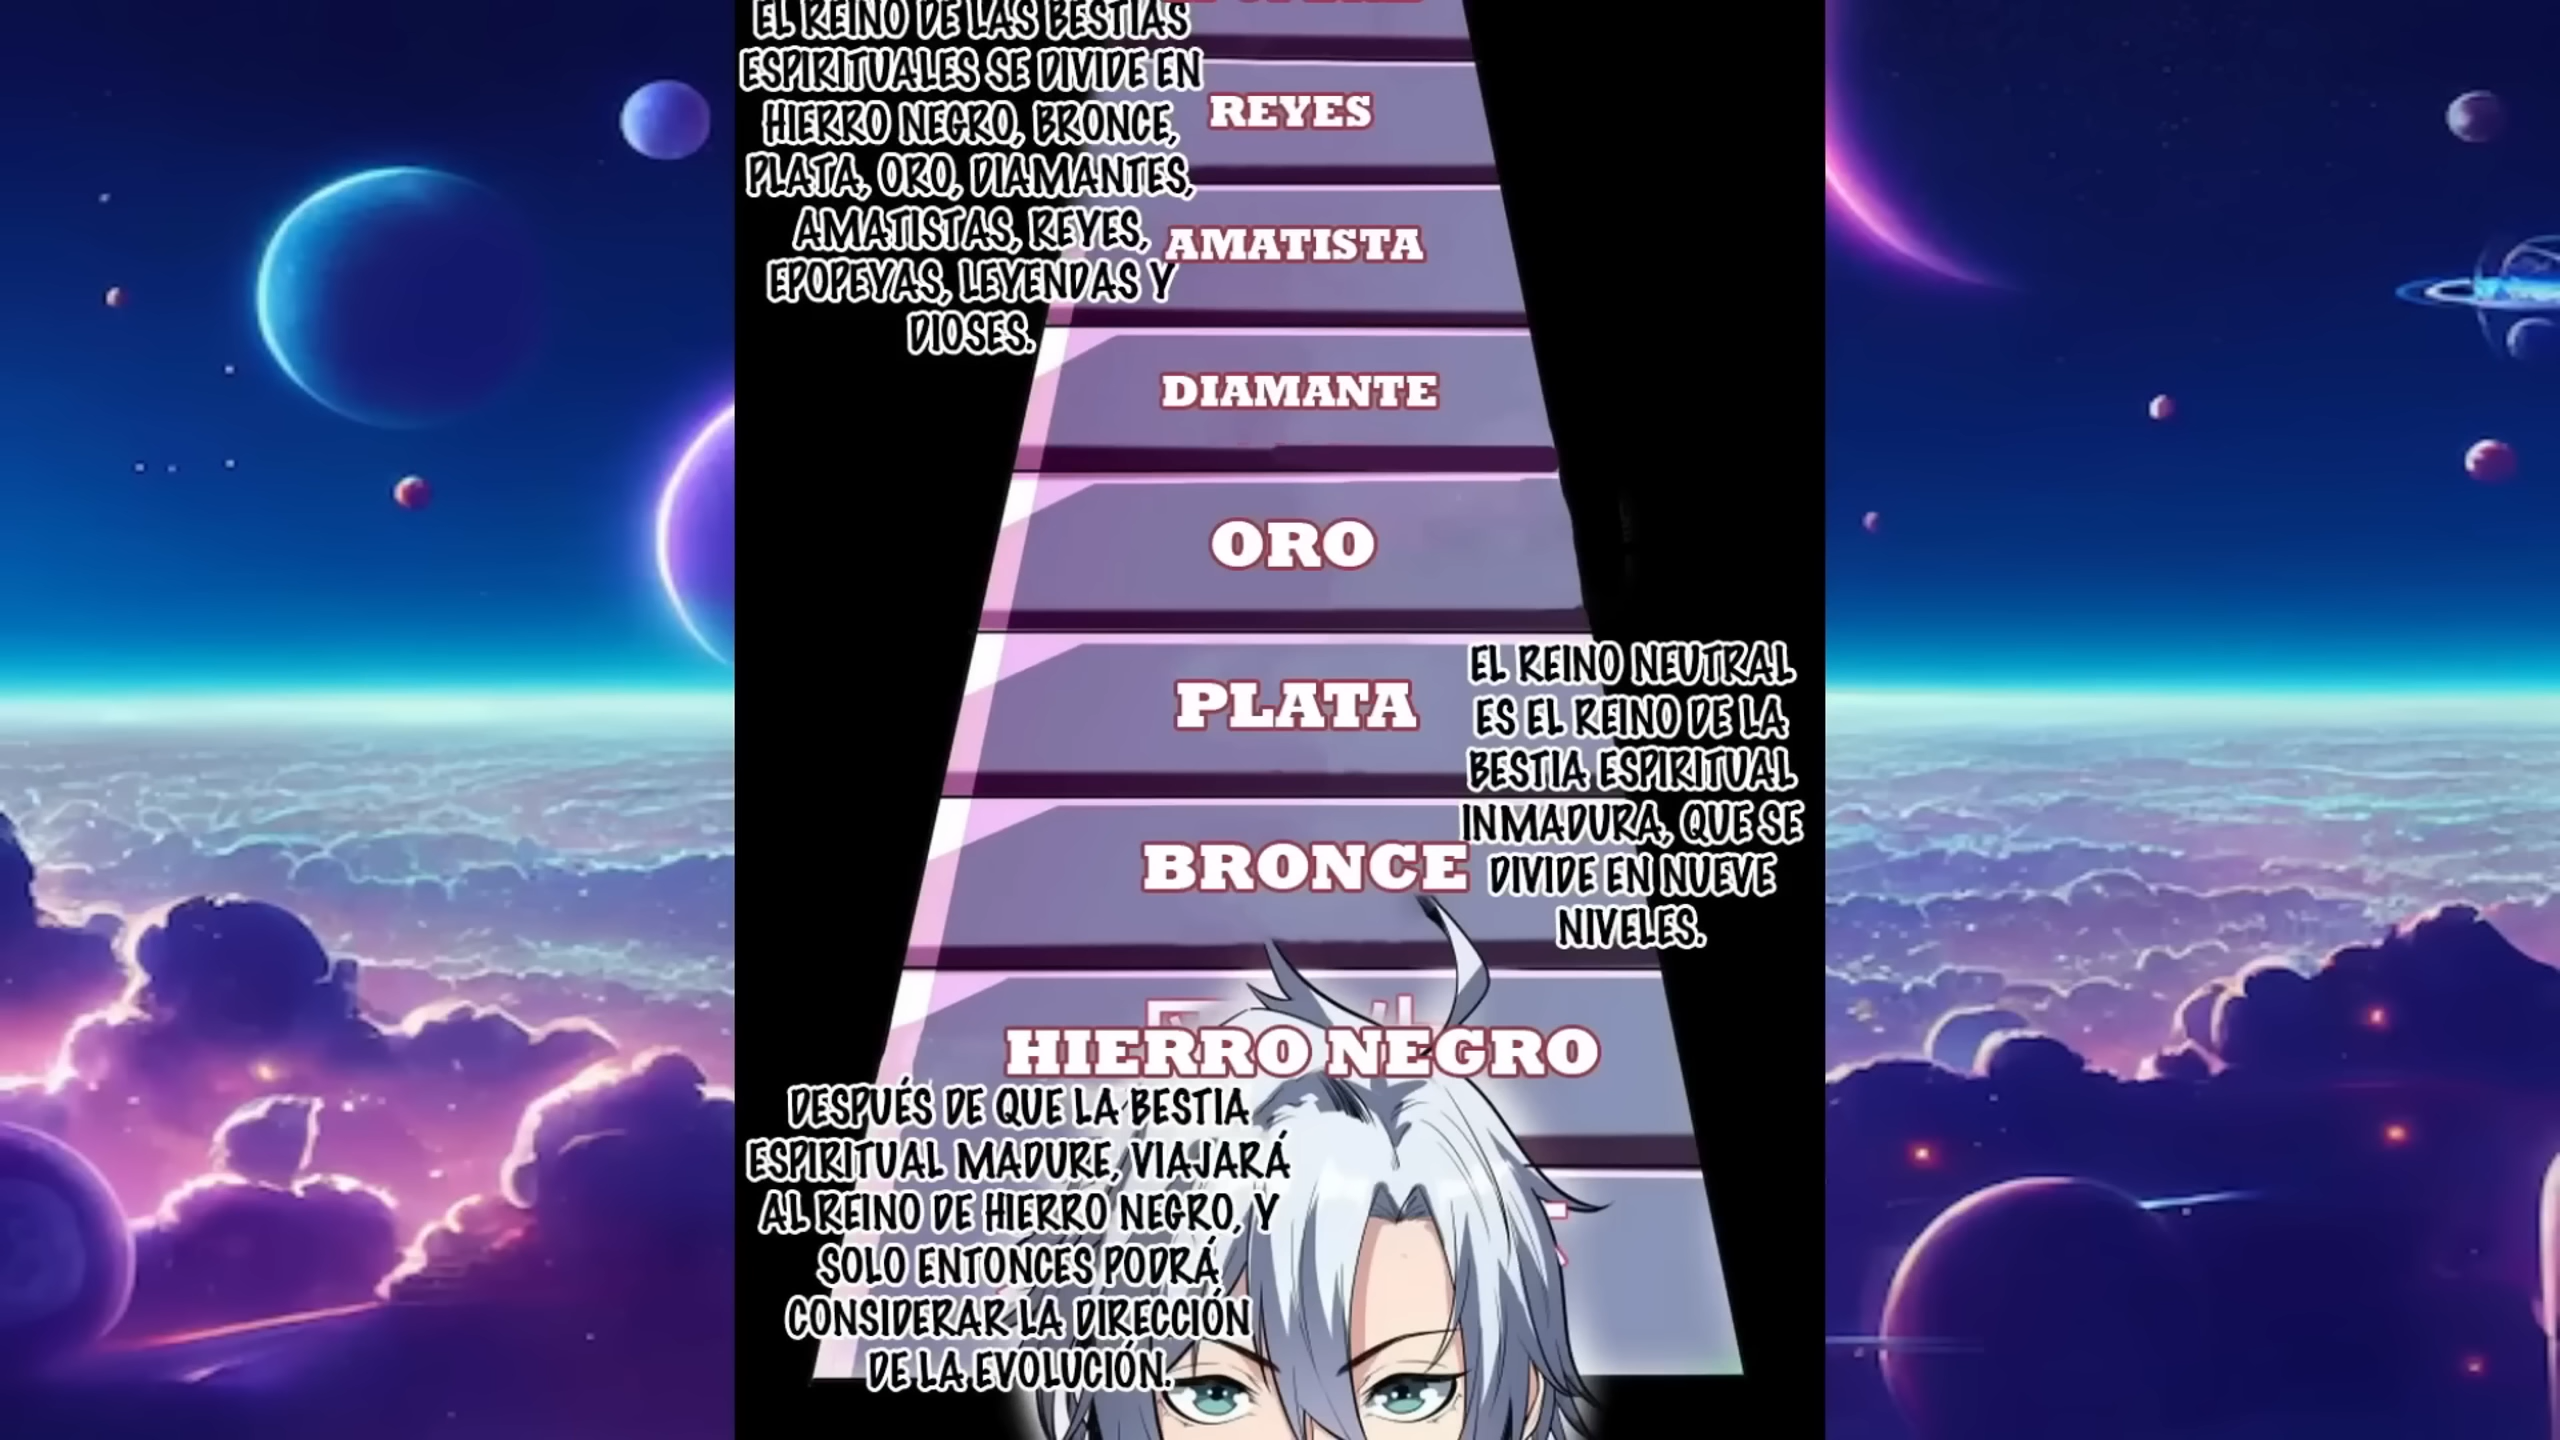 EL REINO DE LAS BESTIAS
ESPIRITUALES SE DIVIDE EN
HIERRO NEGRO, BRONCE,
PLATA, ORO, DIAMANTES,
AMATISTAS, REYES,
EPOPEYAS, LEYENDAS Y
DIOSES.
REYES
AMATISTA
DIAMANTE
ORO
PLATA
EL REINO NEUTRAL
ES EL REINO DE LA
BESTIA ESPIRITUAL
INMADURA, QUE SE
DIVIDE EN NUEVE
NIVELES.
BRONCE
HIERRO NEGRO
DESPUÉS DE QUE LA BESTIA
ESPIRITUAL MADURE, VIAJARÁ
AL REINO DE HIERRO NEGRO, Y
SOLO ENTONCES PODRÁ
CONSIDERAR LA DIRECCIÓN
DE LA EVOLUCIÓN.